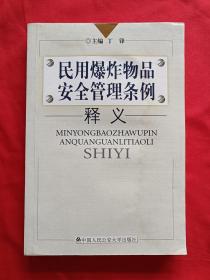 ◎主编 丁锋
民用爆炸物品
安全管理条例
释义
MINYONGBAOZHAWUPIN
ANQUANGUANLITIAOLI
SHIYI
中国人民公安大学出版社